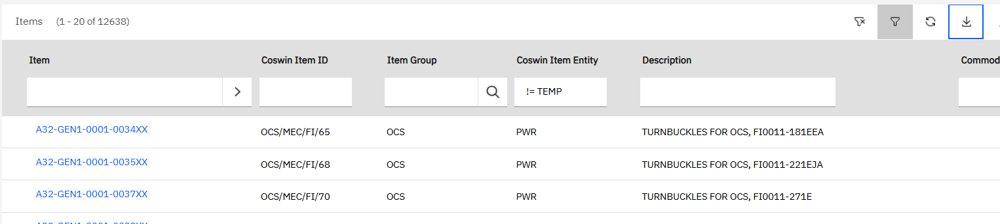 Items (1 - 20 of 12638)
Item Coswin Item ID Item Group Coswin Item Entity Description Commod
!= TEMP
A32-GEN1-0001-0034XX OCS/MEC/FI/65 OCS PWR TURNBUCKLES FOR OCS, FI0011-181EEA
A32-GEN1-0001-0035XX OCS/MEC/FI/68 OCS PWR TURNBUCKLES FOR OCS, FI0011-221EJA
A32-GEN1-0001-0037XX OCS/MEC/FI/70 OCS PWR TURNBUCKLES FOR OCS, FI0011-271E